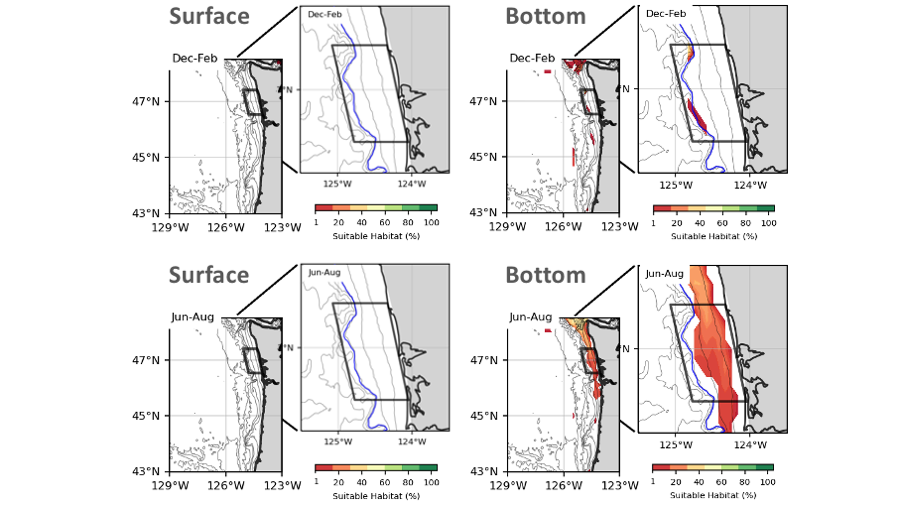 Surface
Dec-Feb
Dec-Feb
47°N
45°N
43°N
129°W 126°W 123°W
125°W 124°W
1 20 40 60 80 100
Suitable Habitat (%)
Bottom
Dec-Feb
Dec-Feb
47°N
45°N
43°N
129°W 126°W 123°W
°N
125°W 124°W
1 20 40 60 80 100
Suitable Habitat (%)
Surface
Jun-Aug
Jun-Aug
47°N
45°N
43°N
129°W 126°W 123°W
125°W 124°W
1 20 40 60 80 100
Suitable Habitat (%)
Bottom
Jun-Aug
Jun-Aug
47°N
45°N
43°N
129°W 126°W 123°W
N
125°W 124°W
1 20 40 60 80 100
Suitable Habitat (%)